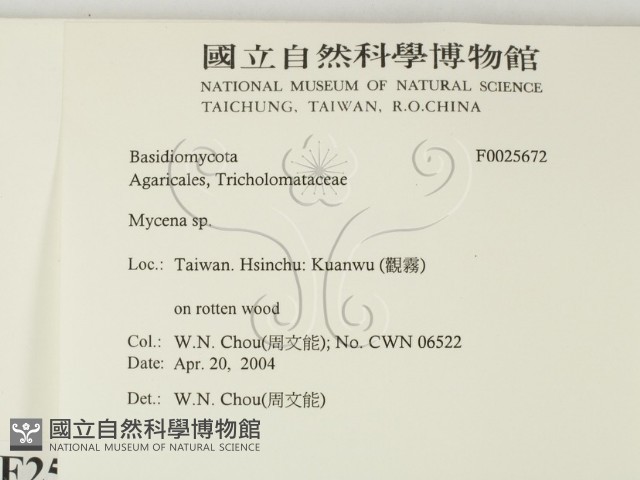 國立自然科學博物館
NATIONAL MUSEUM OF NATURAL SCIENCE
TAICHUNG, TAIWAN, R.O.CHINA
Basidiomycota F0025672
Agaricales, Tricholomataceae
Mycena sp.
Loc.: Taiwan. Hsinchu: Kuanwu (觀霧)
on rotten wood
Col.: W.N. Chou(周文能); No. CWN 06522
Date: Apr. 20, 2004
Det.: W.N. Chou(周文能)
國立自然科學博物館
NATIONAL MUSEUM OF NATURAL SCIENCE